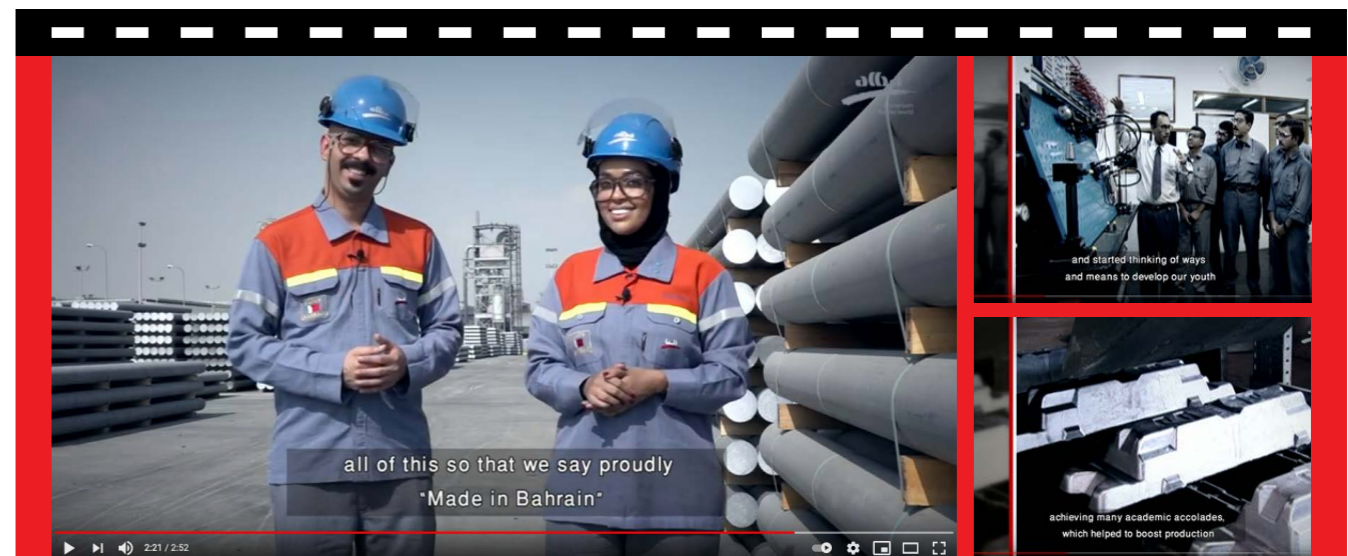 all of this so that we say proudly
"Made in Bahrain"
2:21 / 2:52
and started thinking of ways
and means to develop our youth
achieving many academic accolades,
which helped to boost production